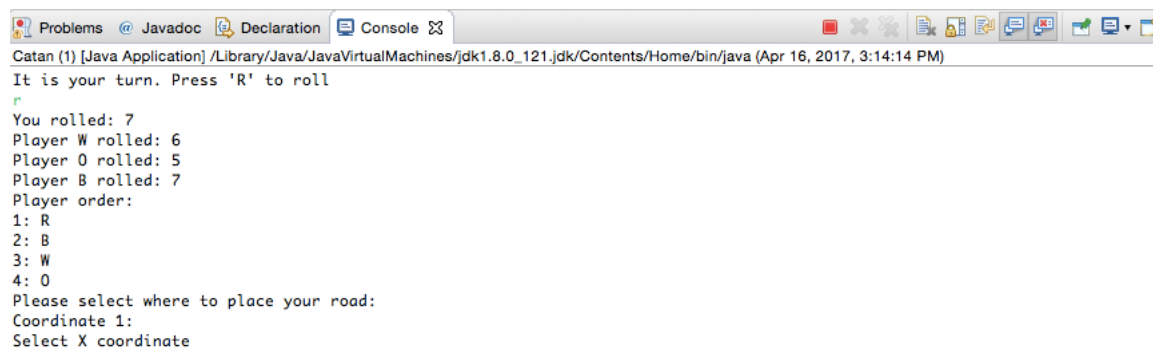 Problems @ Javadoc Declaration Console
Catan (1) [Java Application] /Library/Java/JavaVirtualMachines/jdk1.8.0_121.jdk/Contents/Home/bin/java (Apr 16, 2017, 3:14:14 PM)
It is your turn. Press 'R' to roll
r
You rolled: 7
Player W rolled: 6
Player O rolled: 5
Player B rolled: 7
Player order:
1: R
2: B
3: W
4: O
Please select where to place your road:
Coordinate 1:
Select X coordinate